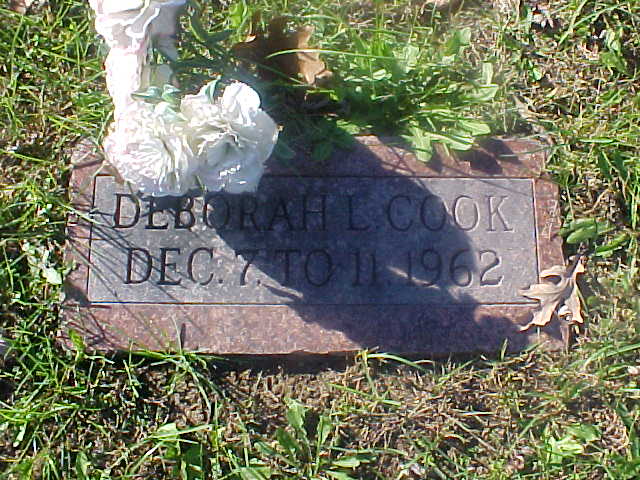 DEBORAH L. COOK
DEC. 7. TO 11. 1962